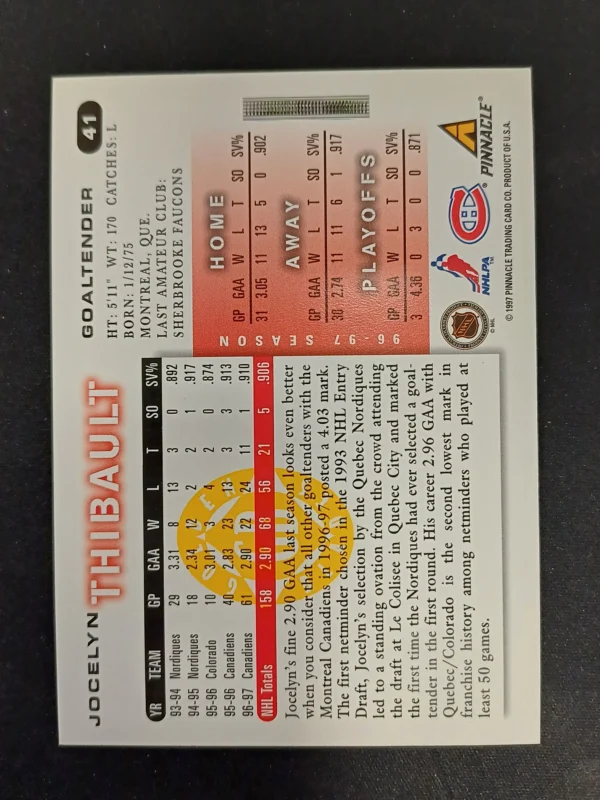 JOCELYN
THIBAULT
GOALTENDER 41
HT: 5'11" WT: 170 CATCHES: L
BORN: 1/12/75
MONTREAL, QUE.
LAST AMATEUR CLUB:
SHERBROOKE FAUCONS
YR TEAM GP GAA W L T SO SV%
93-94 Nordiques 29 3.31 8 13 3 0 .892
94-95 Nordiques 18 2.34 12 2 2 1 .917
95-96 Colorado 10 3.01 3 4 2 0 .874
95-96 Canadiens 40 2.83 23 13 3 3 .913
96-97 Canadiens 61 2.90 22 24 11 1 .910
NHL Totals 158 2.90 68 56 21 5 .906
Jocelyn's fine 2.90 GAA last season looks even better
when you consider that all other goaltenders with the
Montreal Canadiens in 1996-97 posted a 4.03 mark.
The first netminder chosen in the 1993 NHL Entry
Draft, Jocelyn's selection by the Quebec Nordiques
led to a standing ovation from the crowd attending
the draft at Le Colisee in Quebec City and marked
the first time the Nordiques had ever selected a goal-
tender in the first round. His career 2.96 GAA with
Quebec/Colorado is the second lowest mark in
franchise history among netminders who played at
least 50 games.
96-97 SEASON
HOME
GP GAA W L T SO SV%
31 3.05 11 13 5 0 .902
AWAY
GP GAA W L T SO SV%
30 2.74 11 11 6 1 .917
PLAYOFFS
GP GAA W L T SO SV%
3 4.36 0 3 0 0 .871
NHL
© NHL
NHLPA™
PINNACLE®
© 1997 PINNACLE TRADING CARD CO. PRODUCT OF U.S.A.